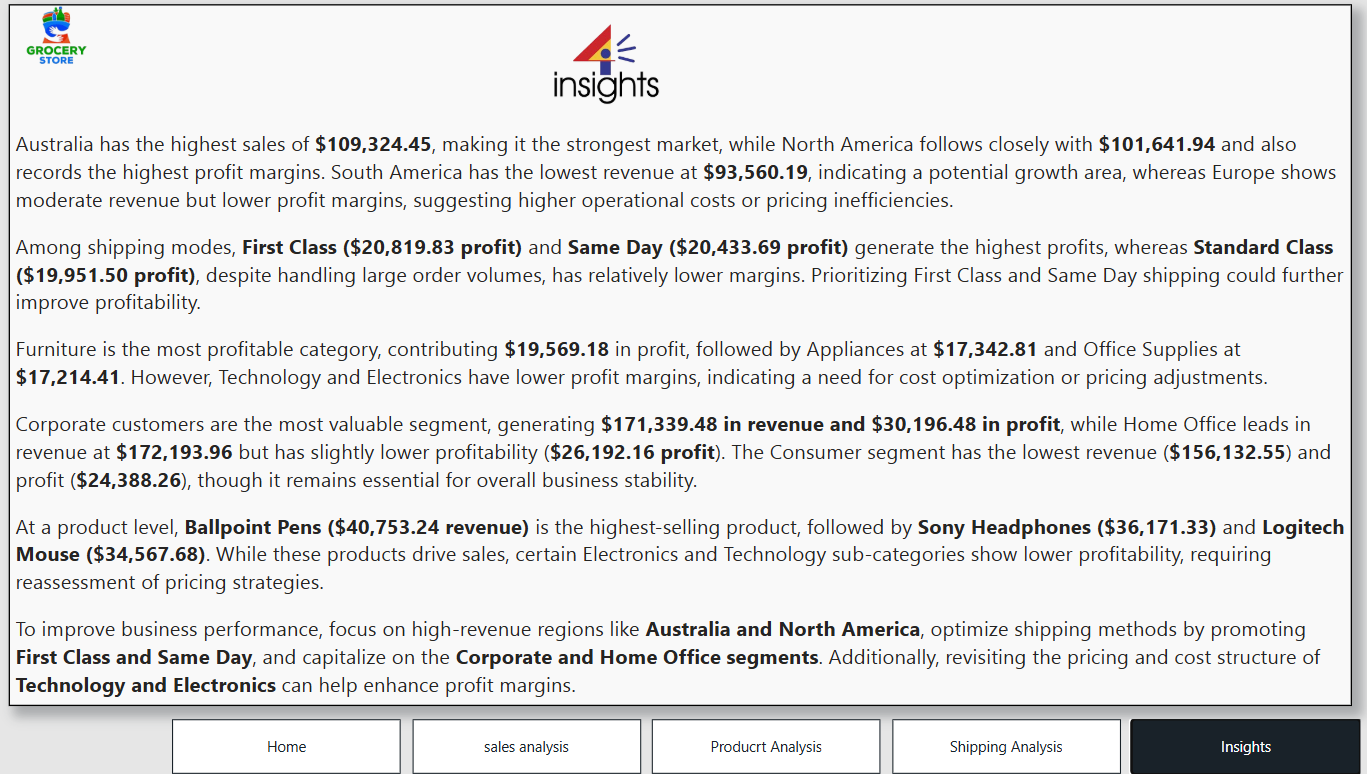 GROCERY
STORE
4
insights
Australia has the highest sales of $109,324.45, making it the strongest market, while North America follows closely with $101,641.94 and also
records the highest profit margins. South America has the lowest revenue at $93,560.19, indicating a potential growth area, whereas Europe shows
moderate revenue but lower profit margins, suggesting higher operational costs or pricing inefficiencies.
Among shipping modes, First Class ($20,819.83 profit) and Same Day ($20,433.69 profit) generate the highest profits, whereas Standard Class
($19,951.50 profit), despite handling large order volumes, has relatively lower margins. Prioritizing First Class and Same Day shipping could further
improve profitability.
Furniture is the most profitable category, contributing $19,569.18 in profit, followed by Appliances at $17,342.81 and Office Supplies at
$17,214.41. However, Technology and Electronics have lower profit margins, indicating a need for cost optimization or pricing adjustments.
Corporate customers are the most valuable segment, generating $171,339.48 in revenue and $30,196.48 in profit, while Home Office leads in
revenue at $172,193.96 but has slightly lower profitability ($26,192.16 profit). The Consumer segment has the lowest revenue ($156,132.55) and
profit ($24,388.26), though it remains essential for overall business stability.
At a product level, Ballpoint Pens ($40,753.24 revenue) is the highest-selling product, followed by Sony Headphones ($36,171.33) and Logitech
Mouse ($34,567.68). While these products drive sales, certain Electronics and Technology sub-categories show lower profitability, requiring
reassessment of pricing strategies.
To improve business performance, focus on high-revenue regions like Australia and North America, optimize shipping methods by promoting
First Class and Same Day, and capitalize on the Corporate and Home Office segments. Additionally, revisiting the pricing and cost structure of
Technology and Electronics can help enhance profit margins.
Home
sales analysis
Producrt Analysis
Shipping Analysis
Insights